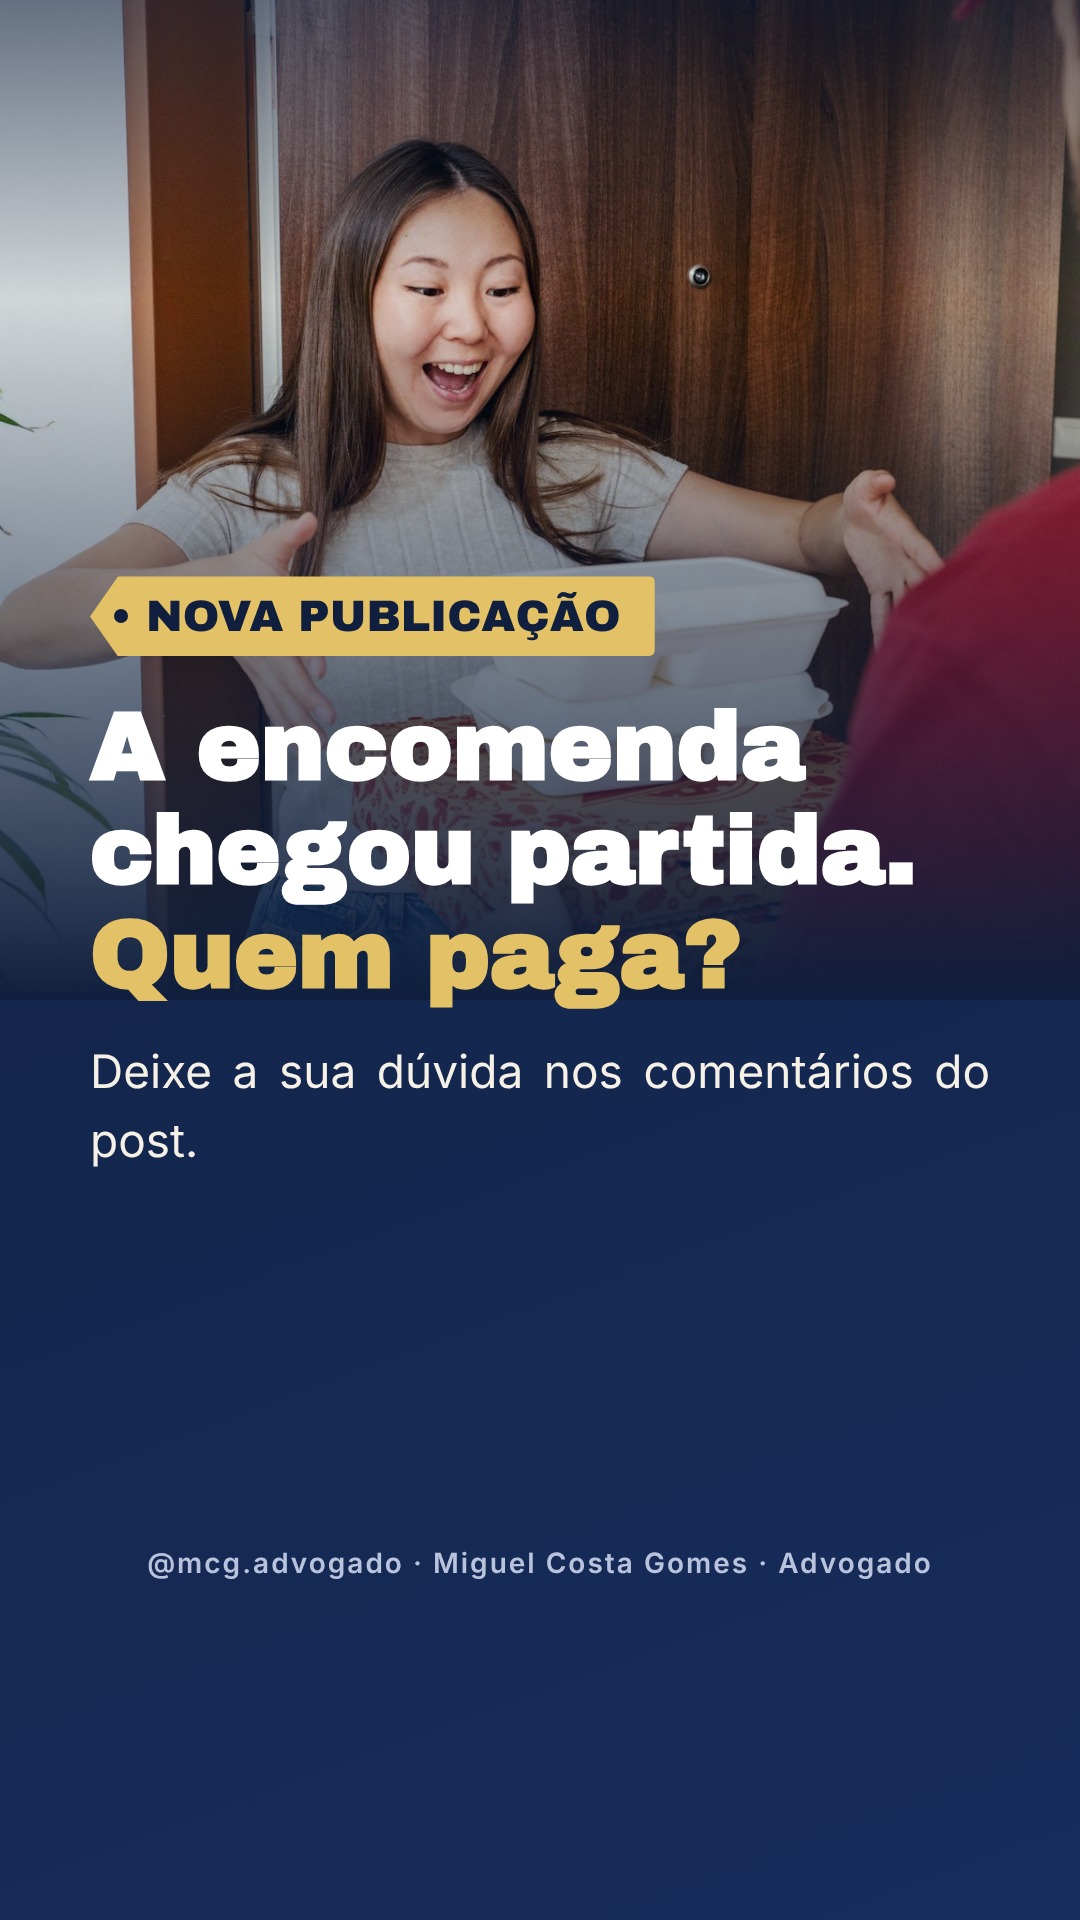 • NOVA PUBLICAÇÃO
A encomenda
chegou partida.
Quem paga?
Deixe a sua dúvida nos comentários do
post.
@mcg.advogado · Miguel Costa Gomes · Advogado